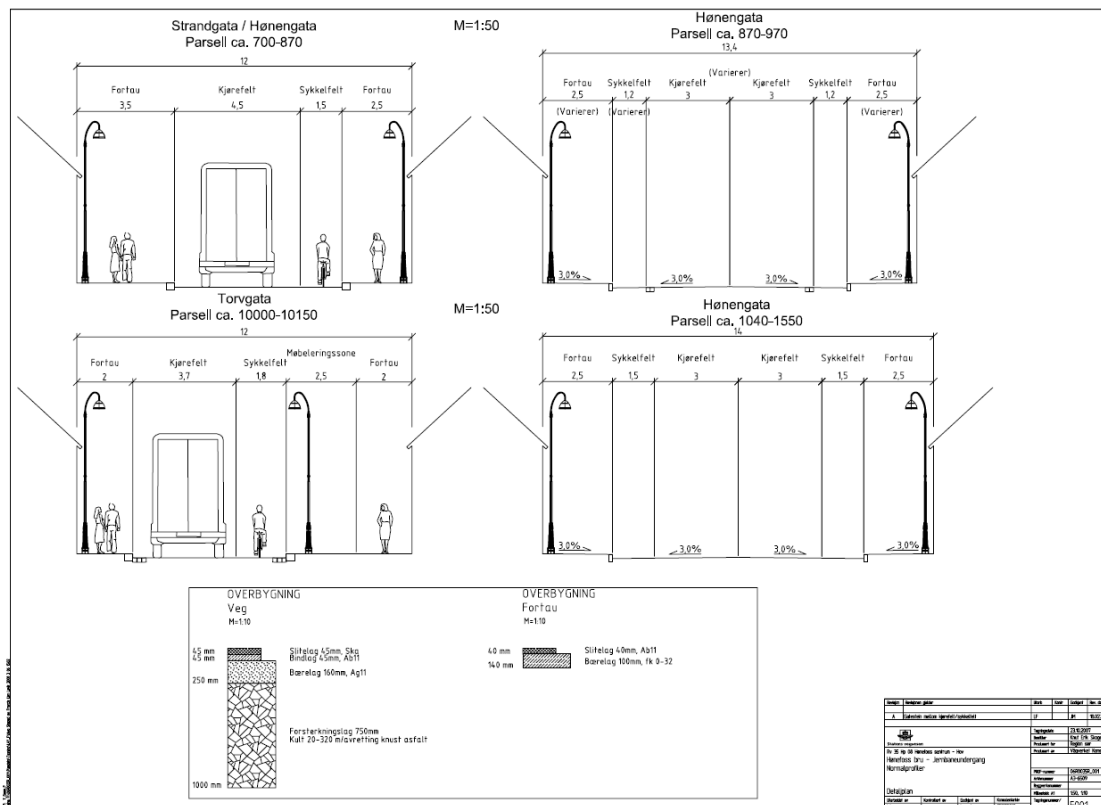 Strandgata / Hønengata
Parsell ca. 700-870
M=1:50
12
Fortau Kjørefelt Sykkelfelt Fortau
3,5 4,5 1,5 2,5
Hønengata
Parsell ca. 870-970
13,4
(Varierer)
Fortau Sykkelfelt Kjørefelt Kjørefelt Sykkelfelt Fortau
2,5 1,2 3 3 1,2 2,5
(Varierer) (Varierer) (Varierer)
3,0% 3,0% 3,0% 3,0%
Torvgata
Parsell ca. 10000-10150
M=1:50
12
Møbeleringssone
Fortau Kjørefelt Sykkelfelt Fortau
2 3,7 1,8 2,5 2
Hønengata
Parsell ca. 1040-1550
14
Fortau Sykkelfelt Kjørefelt Kjørefelt Sykkelfelt Fortau
2,5 1,5 3 3 1,5 2,5
3,0% 3,0% 3,0% 3,0%
OVERBYGNING
Veg
M=1:10
45 mm Slitelag 45mm, Ska
45 mm Bindlag 45mm, Ab11
Bærelag 160mm, Ag11
250 mm
Forsterkningslag 750mm
Kult 20-320 m/avretting knust asfalt
1000 mm
OVERBYGNING
Fortau
M=1:10
40 mm Slitelag 40mm, Ab11
140 mm Bærelag 100mm, fk 0-32
Hønefoss bru - Jernbaneundergang
Normalprofiler
Detaljplan